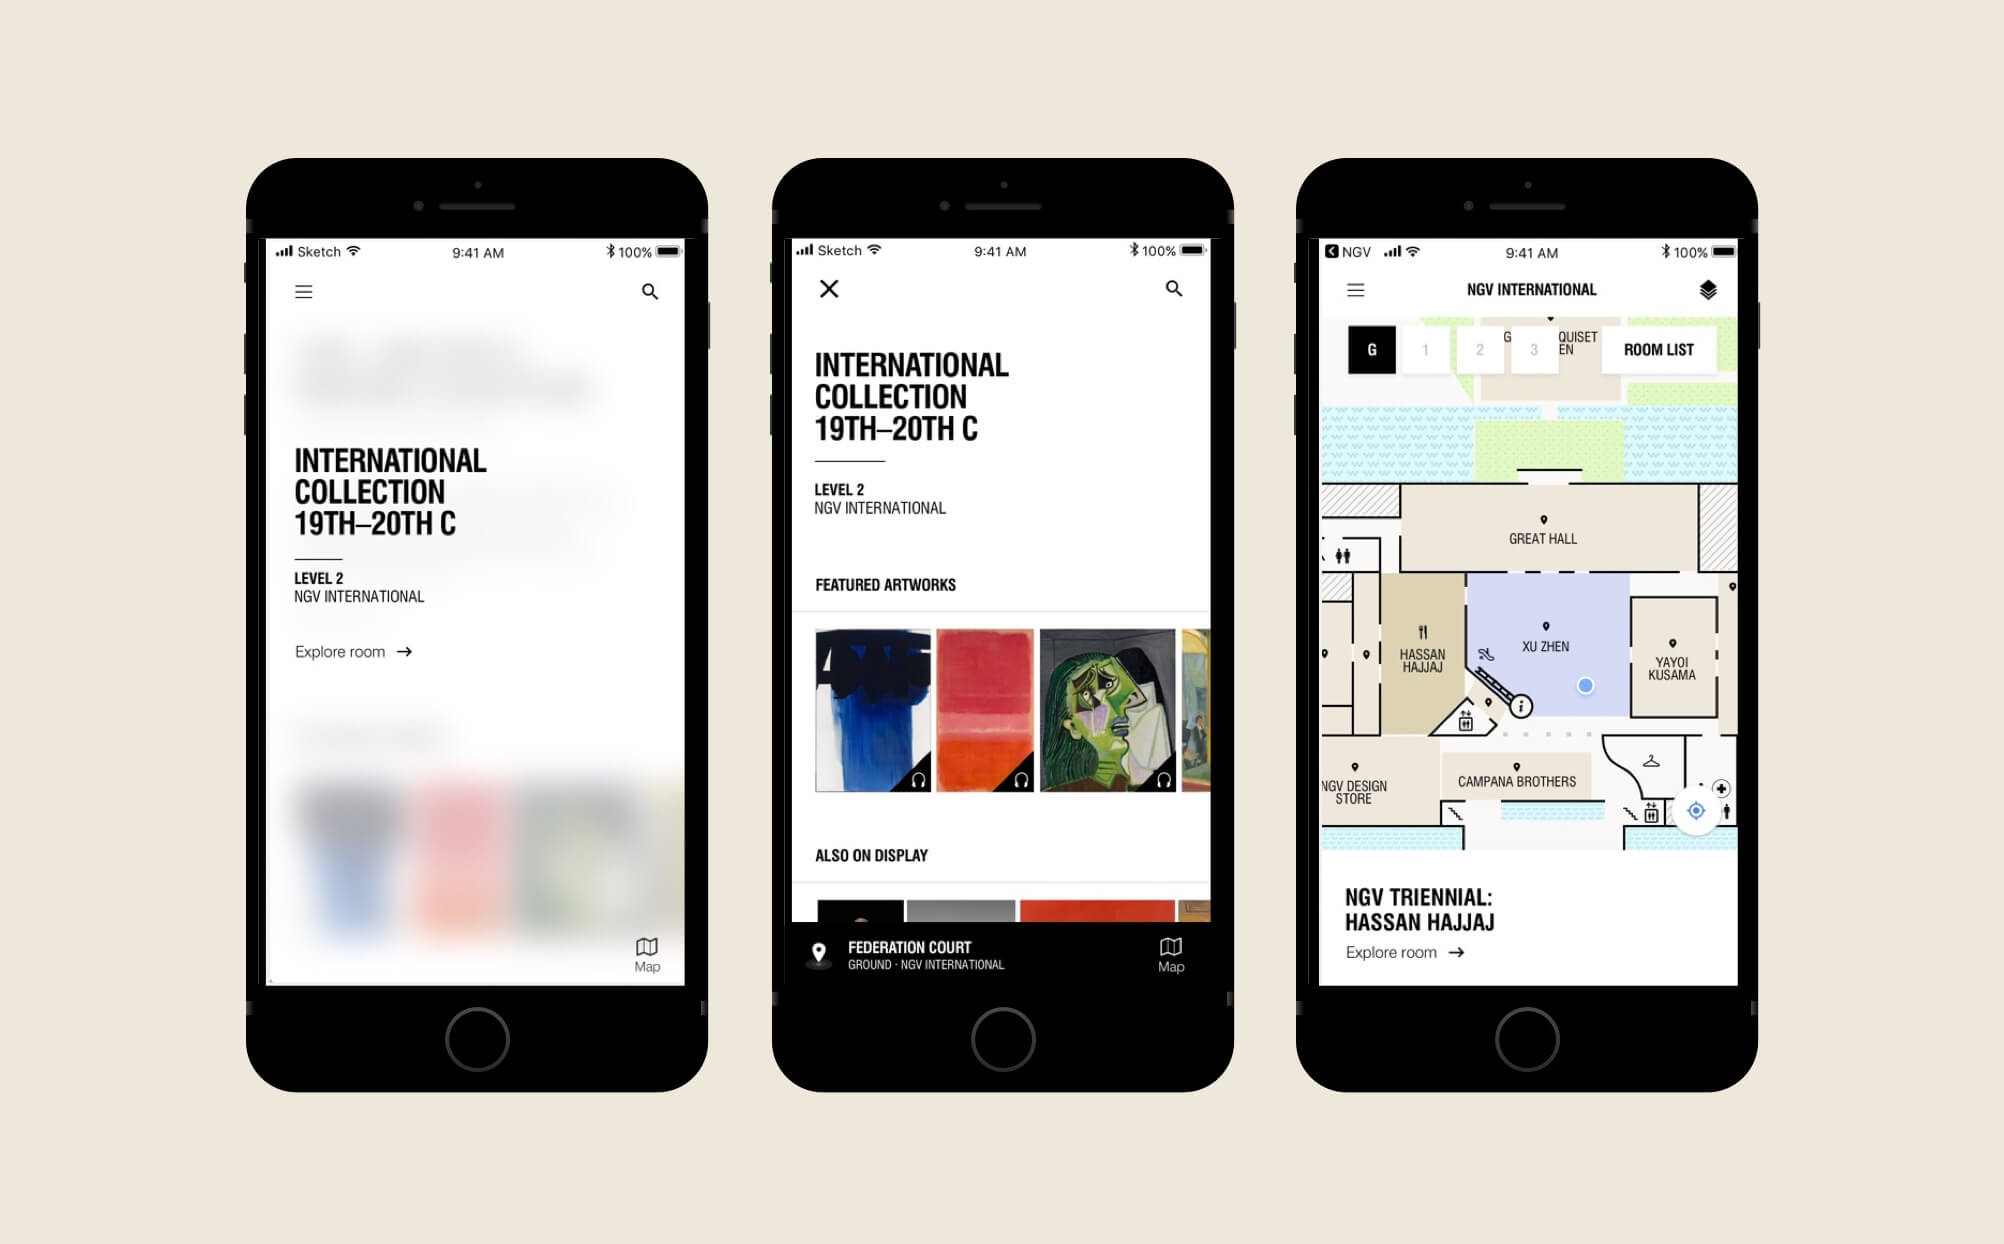 Sketch
9:41 AM
100%
INTERNATIONAL
COLLECTION
19TH–20TH C
LEVEL 2
NGV INTERNATIONAL
Explore room
Map
Sketch
9:41 AM
100%
INTERNATIONAL
COLLECTION
19TH–20TH C
LEVEL 2
NGV INTERNATIONAL
FEATURED ARTWORKS
ALSO ON DISPLAY
FEDERATION COURT
GROUND · NGV INTERNATIONAL
Map
NGV
9:41 AM
100%
NGV INTERNATIONAL
G
1
2
3
ROOM LIST
GREAT HALL
XU ZHEN
HASSAN
HAJJAJ
YAYOI
KUSAMA
i
NGV DESIGN
STORE
CAMPANA BROTHERS
NGV TRIENNIAL:
HASSAN HAJJAJ
Explore room